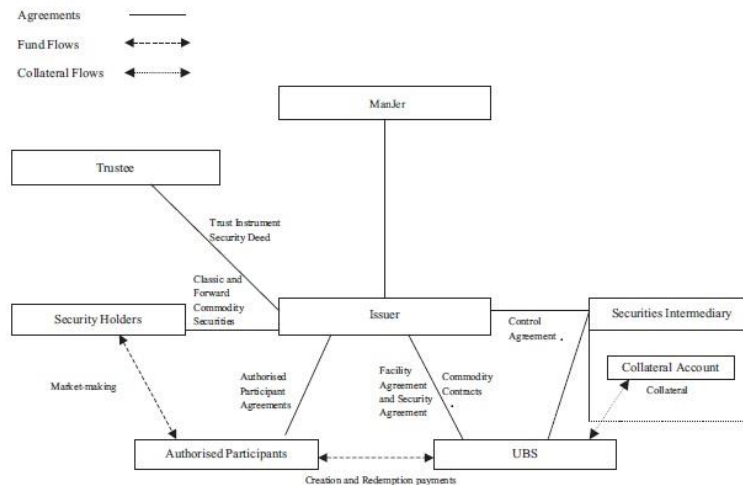 Agreements
Fund Flows
Collateral Flows
ManJer
Trustee
Trust Instrument
Security Deed
Classic and
Forward
Commodity
Securities
Security Holders
Issuer
Securities Intermediary
Control
Agreement .
Collateral Account
Collateral
Market-making
Authorised
Participant
Agreements
Facility
Agreement
and Security
Agreement
Commodity
Contracts
.
Authorised Participants
UBS
Creation and Redemption payments